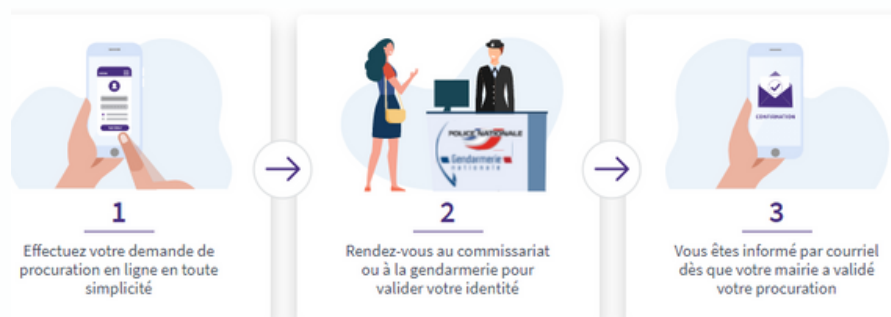 CONFIRMATION
POLICE NATIONALE
Gendarmerie
nationale
1
Effectuez votre demande de
procuration en ligne en toute
simplicité
2
Rendez-vous au commissariat
ou à la gendarmerie pour
valider votre identité
3
Vous êtes informé par courriel
dès que votre mairie a validé
votre procuration